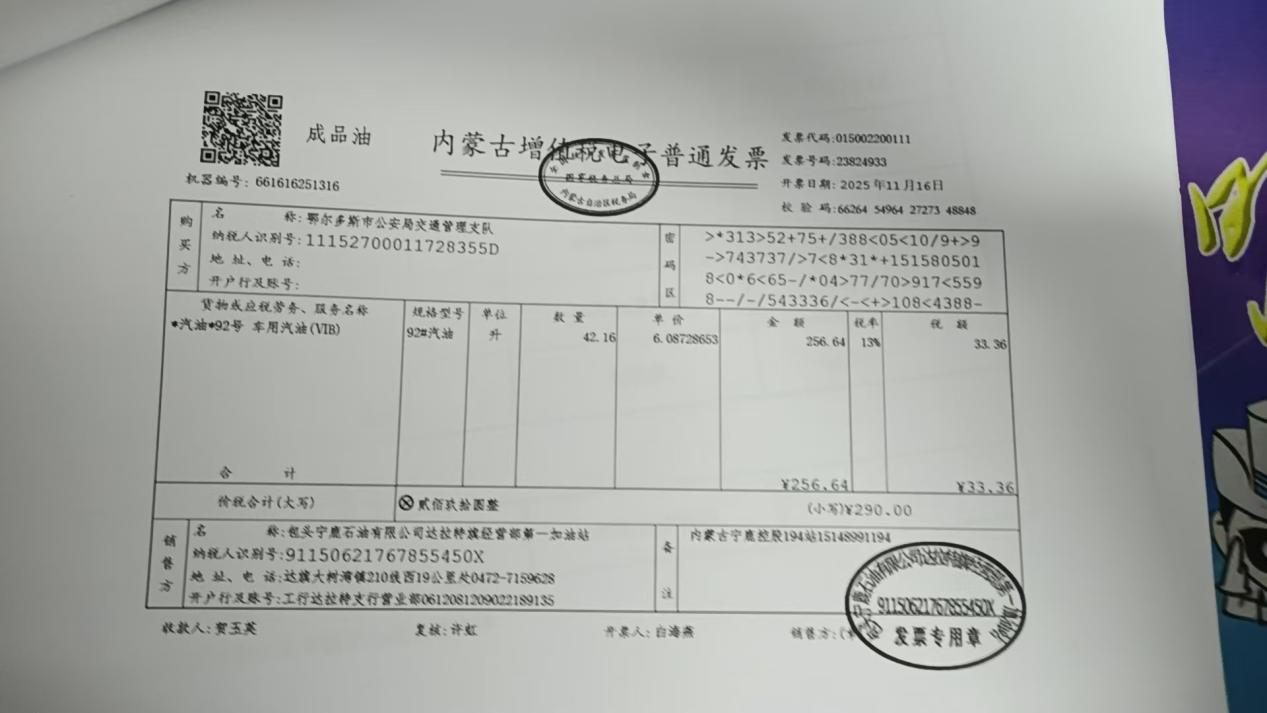 成品油
内蒙古增值税电子普通发票
国家税务总局
内蒙古自治区税务局
机器编号: 661616251316
发票代码:015002200111
发票号码:23824933
开票日期: 2025年11月16日
校 验 码:66264 54964 27273 48848
购买方
名 称: 鄂尔多斯市公安局交通管理支队
纳税人识别号: 11152700011728355D
地 址、电 话:
开户行及账号:
密码区
>*313>52+75+/388<05<10/9+>9
->743737/>7<8*31*+151580501
8<0*6<65-/*04>77/70>917<559
8--/-/543336/<-<+>108<4388-
货物或应税劳务、服务名称 规格型号 单位 数 量 单 价 金 额 税率 税 额
*汽油*92号 车用汽油(VIB) 92#汽油 升 42.16 6.08728653 256.64 13% 33.36
合 计 ¥256.64 ¥33.36
价税合计(大写) ⊗贰佰玖拾圆整 (小写)¥290.00
销售方
名 称:包头宁鹿石油有限公司达拉特旗经营部第一加油站
纳税人识别号:91150621767855450X
地 址、电 话:达旗大树湾镇210线西19公里处0472-7159628
开户行及账号:工行达拉特支行营业部0612081209022189135
备注
内蒙古宁鹿控股194站15148991194
收款人:贺玉英 复核:许虹 开票人:白海燕 销售方:(章
91150621767855450X
发票专用章